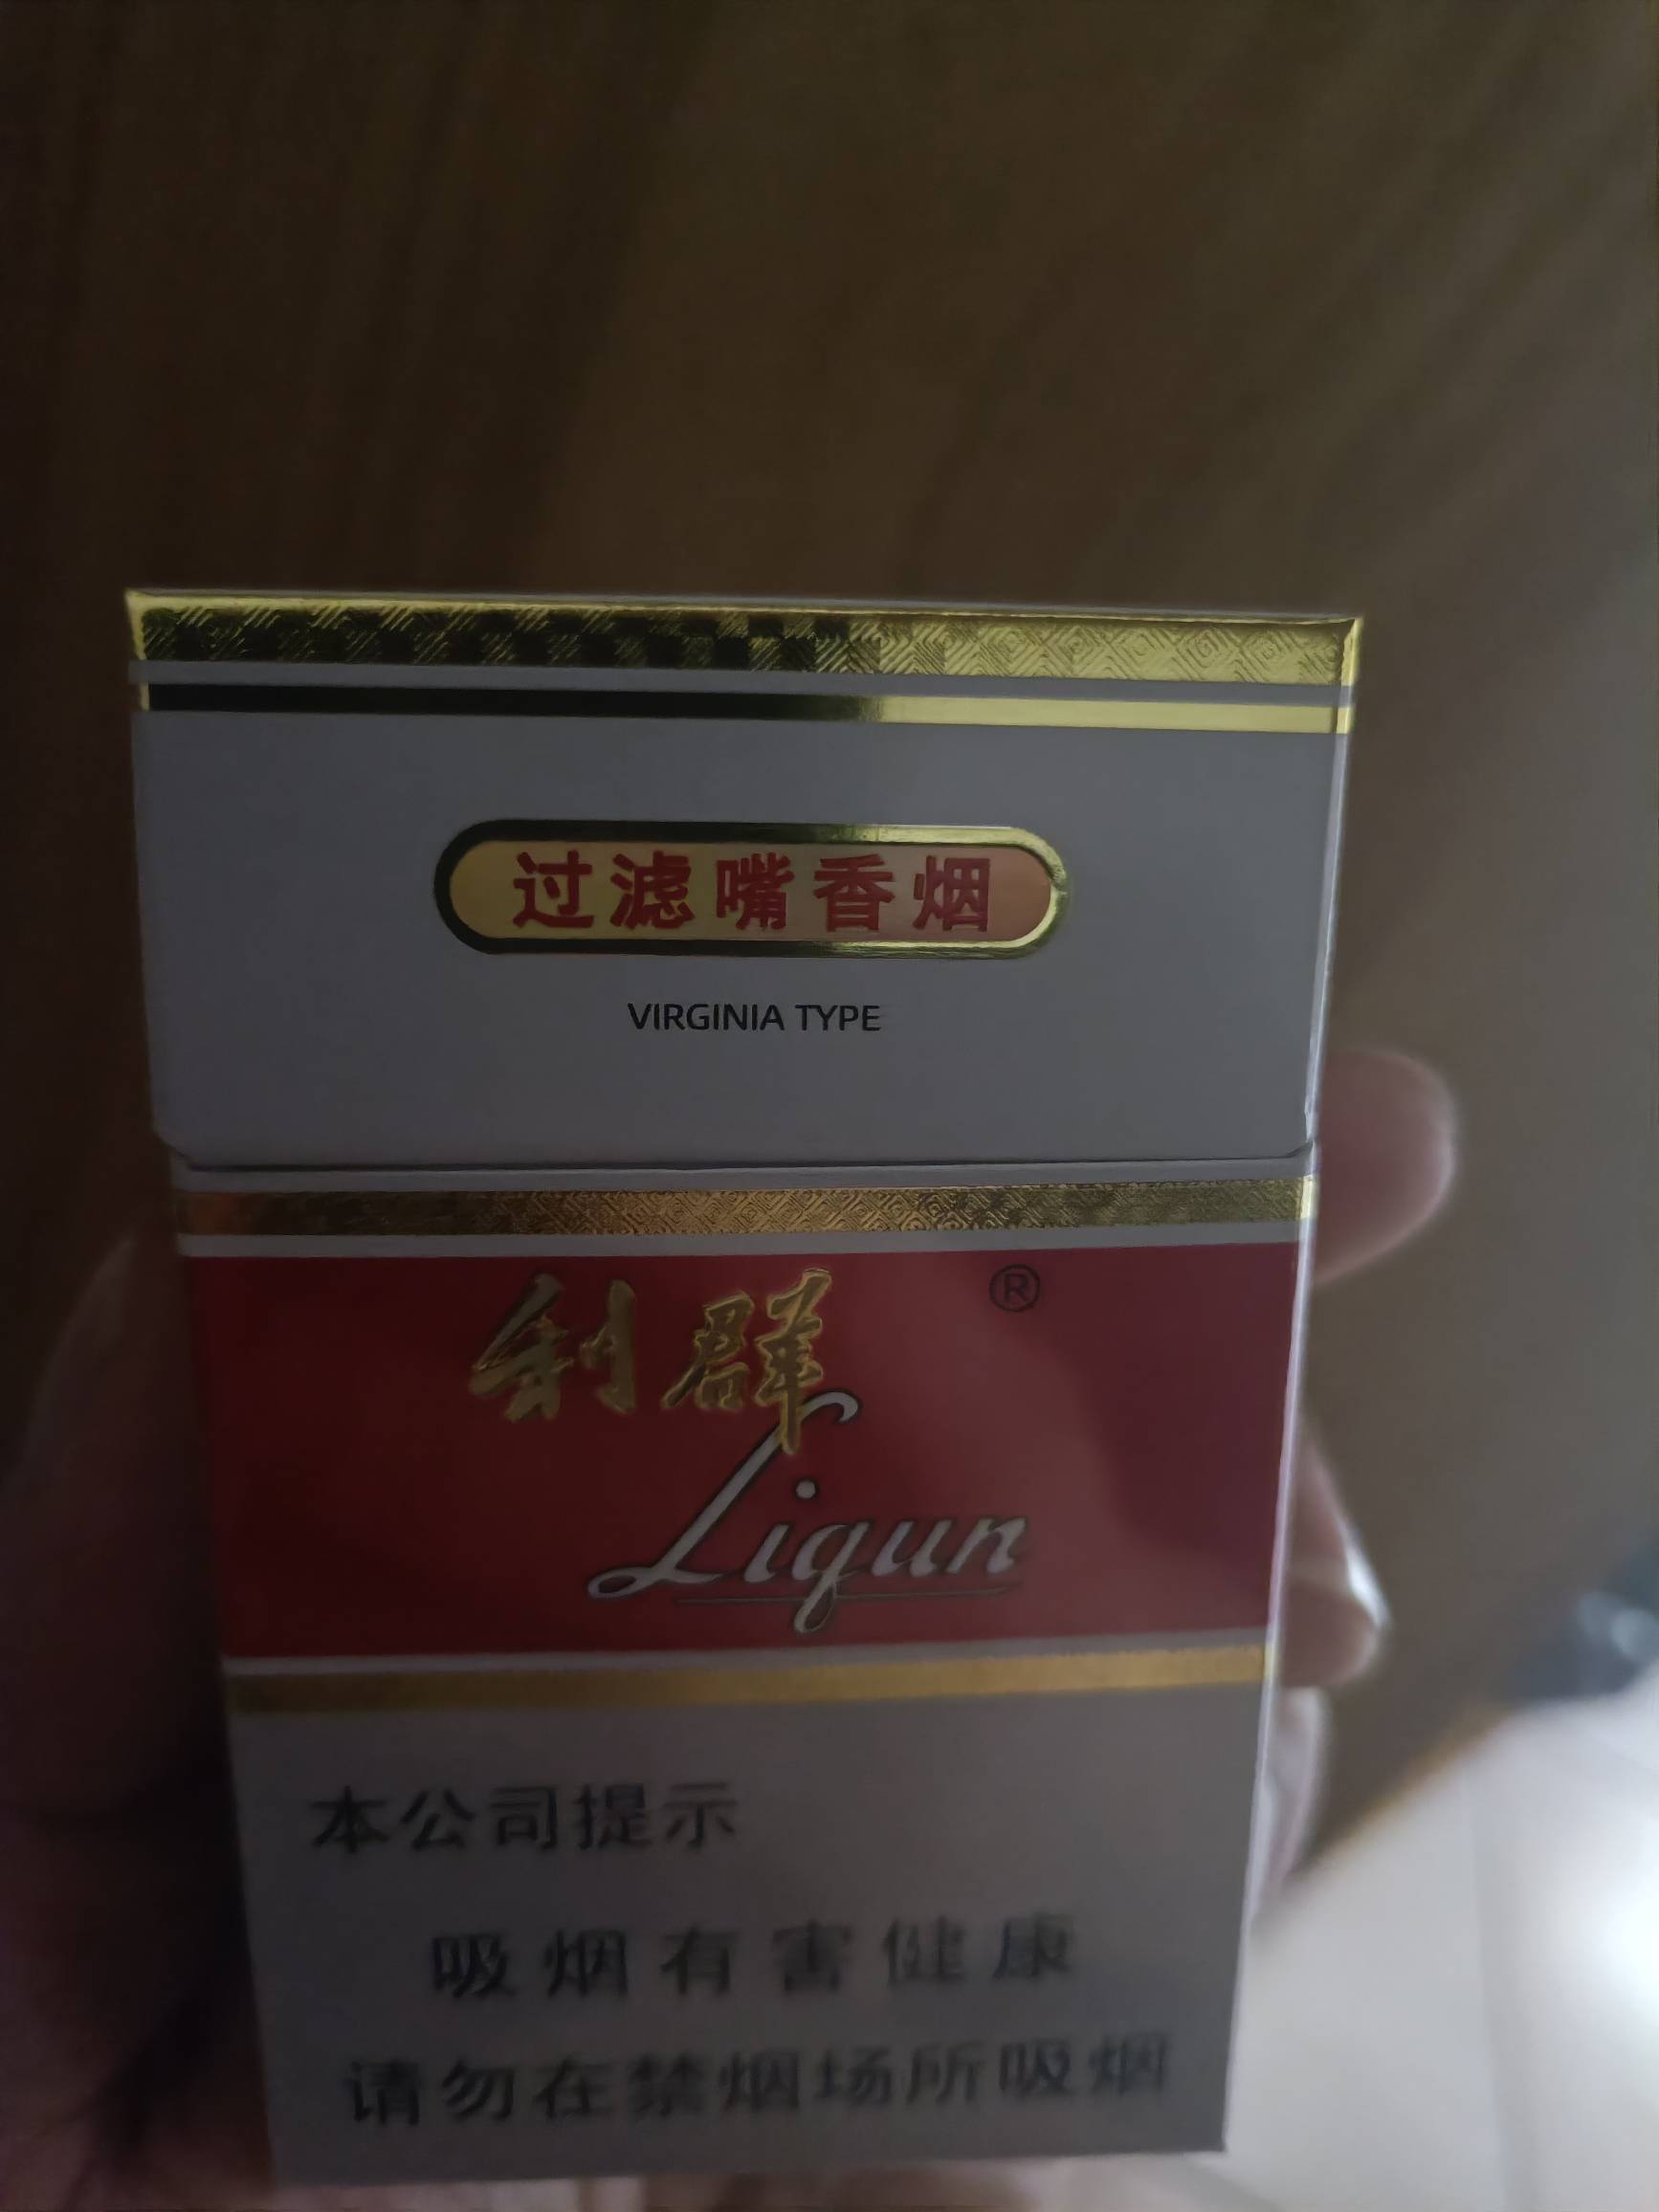 过滤嘴香烟
VIRGINIA TYPE
利群®
Liqun
本公司提示
吸烟有害健康
请勿在禁烟场所吸烟